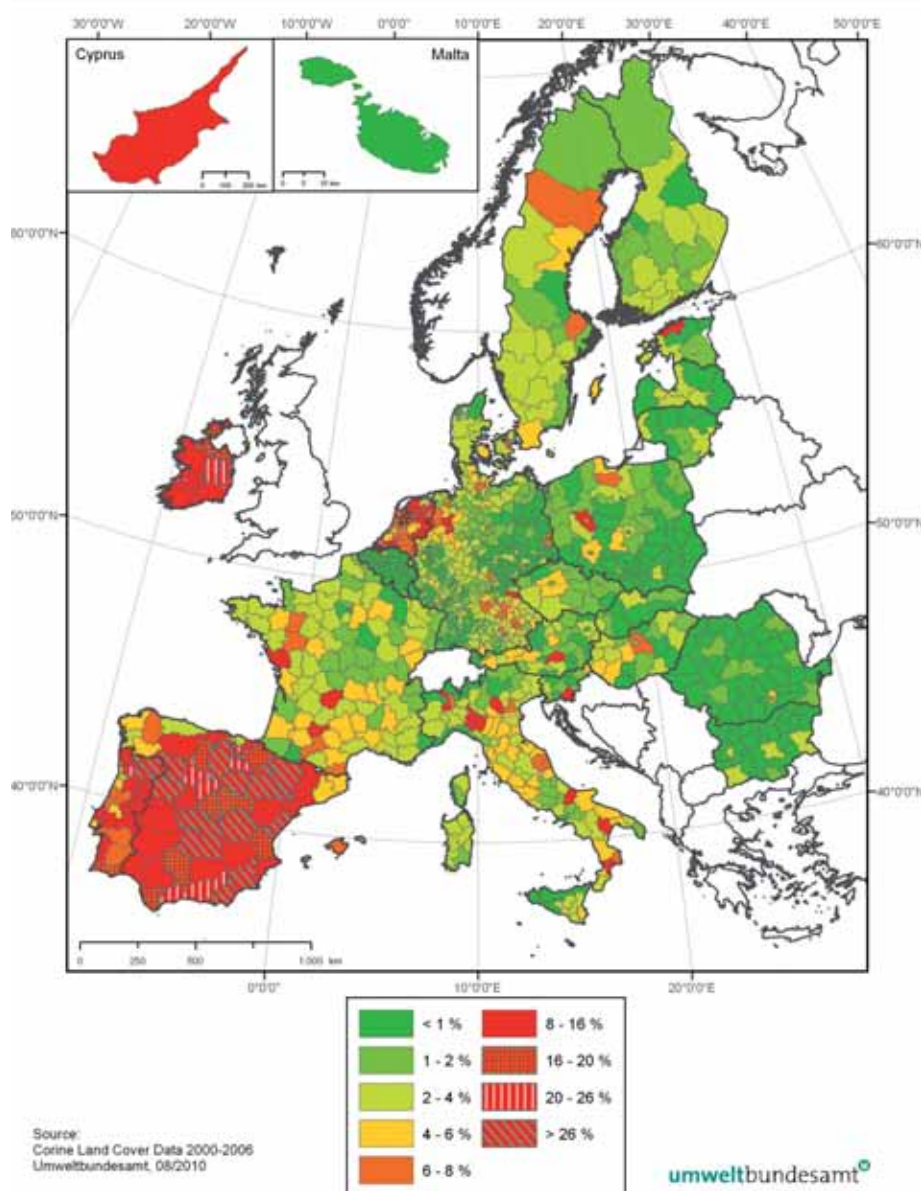 30°0'0"W 20°0'0"W 10°0'0"W 0°0'0" 10°0'0"E 20°0'0"E 30°0'0"E 40°0'0"E 50°0'0"E
Cyprus
Malta
0 100 200 km
60°0'0"N
50°0'0"N
40°0'0"N
60°0'0"N
50°0'0"N
40°0'0"N
0 250 500 1.000 km
0°0'0" 10°0'0"E 20°0'0"E
< 1 % 8 - 16 %
1 - 2 % 16 - 20 %
2 - 4 % 20 - 26 %
4 - 6 % > 26 %
6 - 8 %
Source:
Corine Land Cover Data 2000-2006
Umweltbundesamt, 08/2010
umweltbundesamt